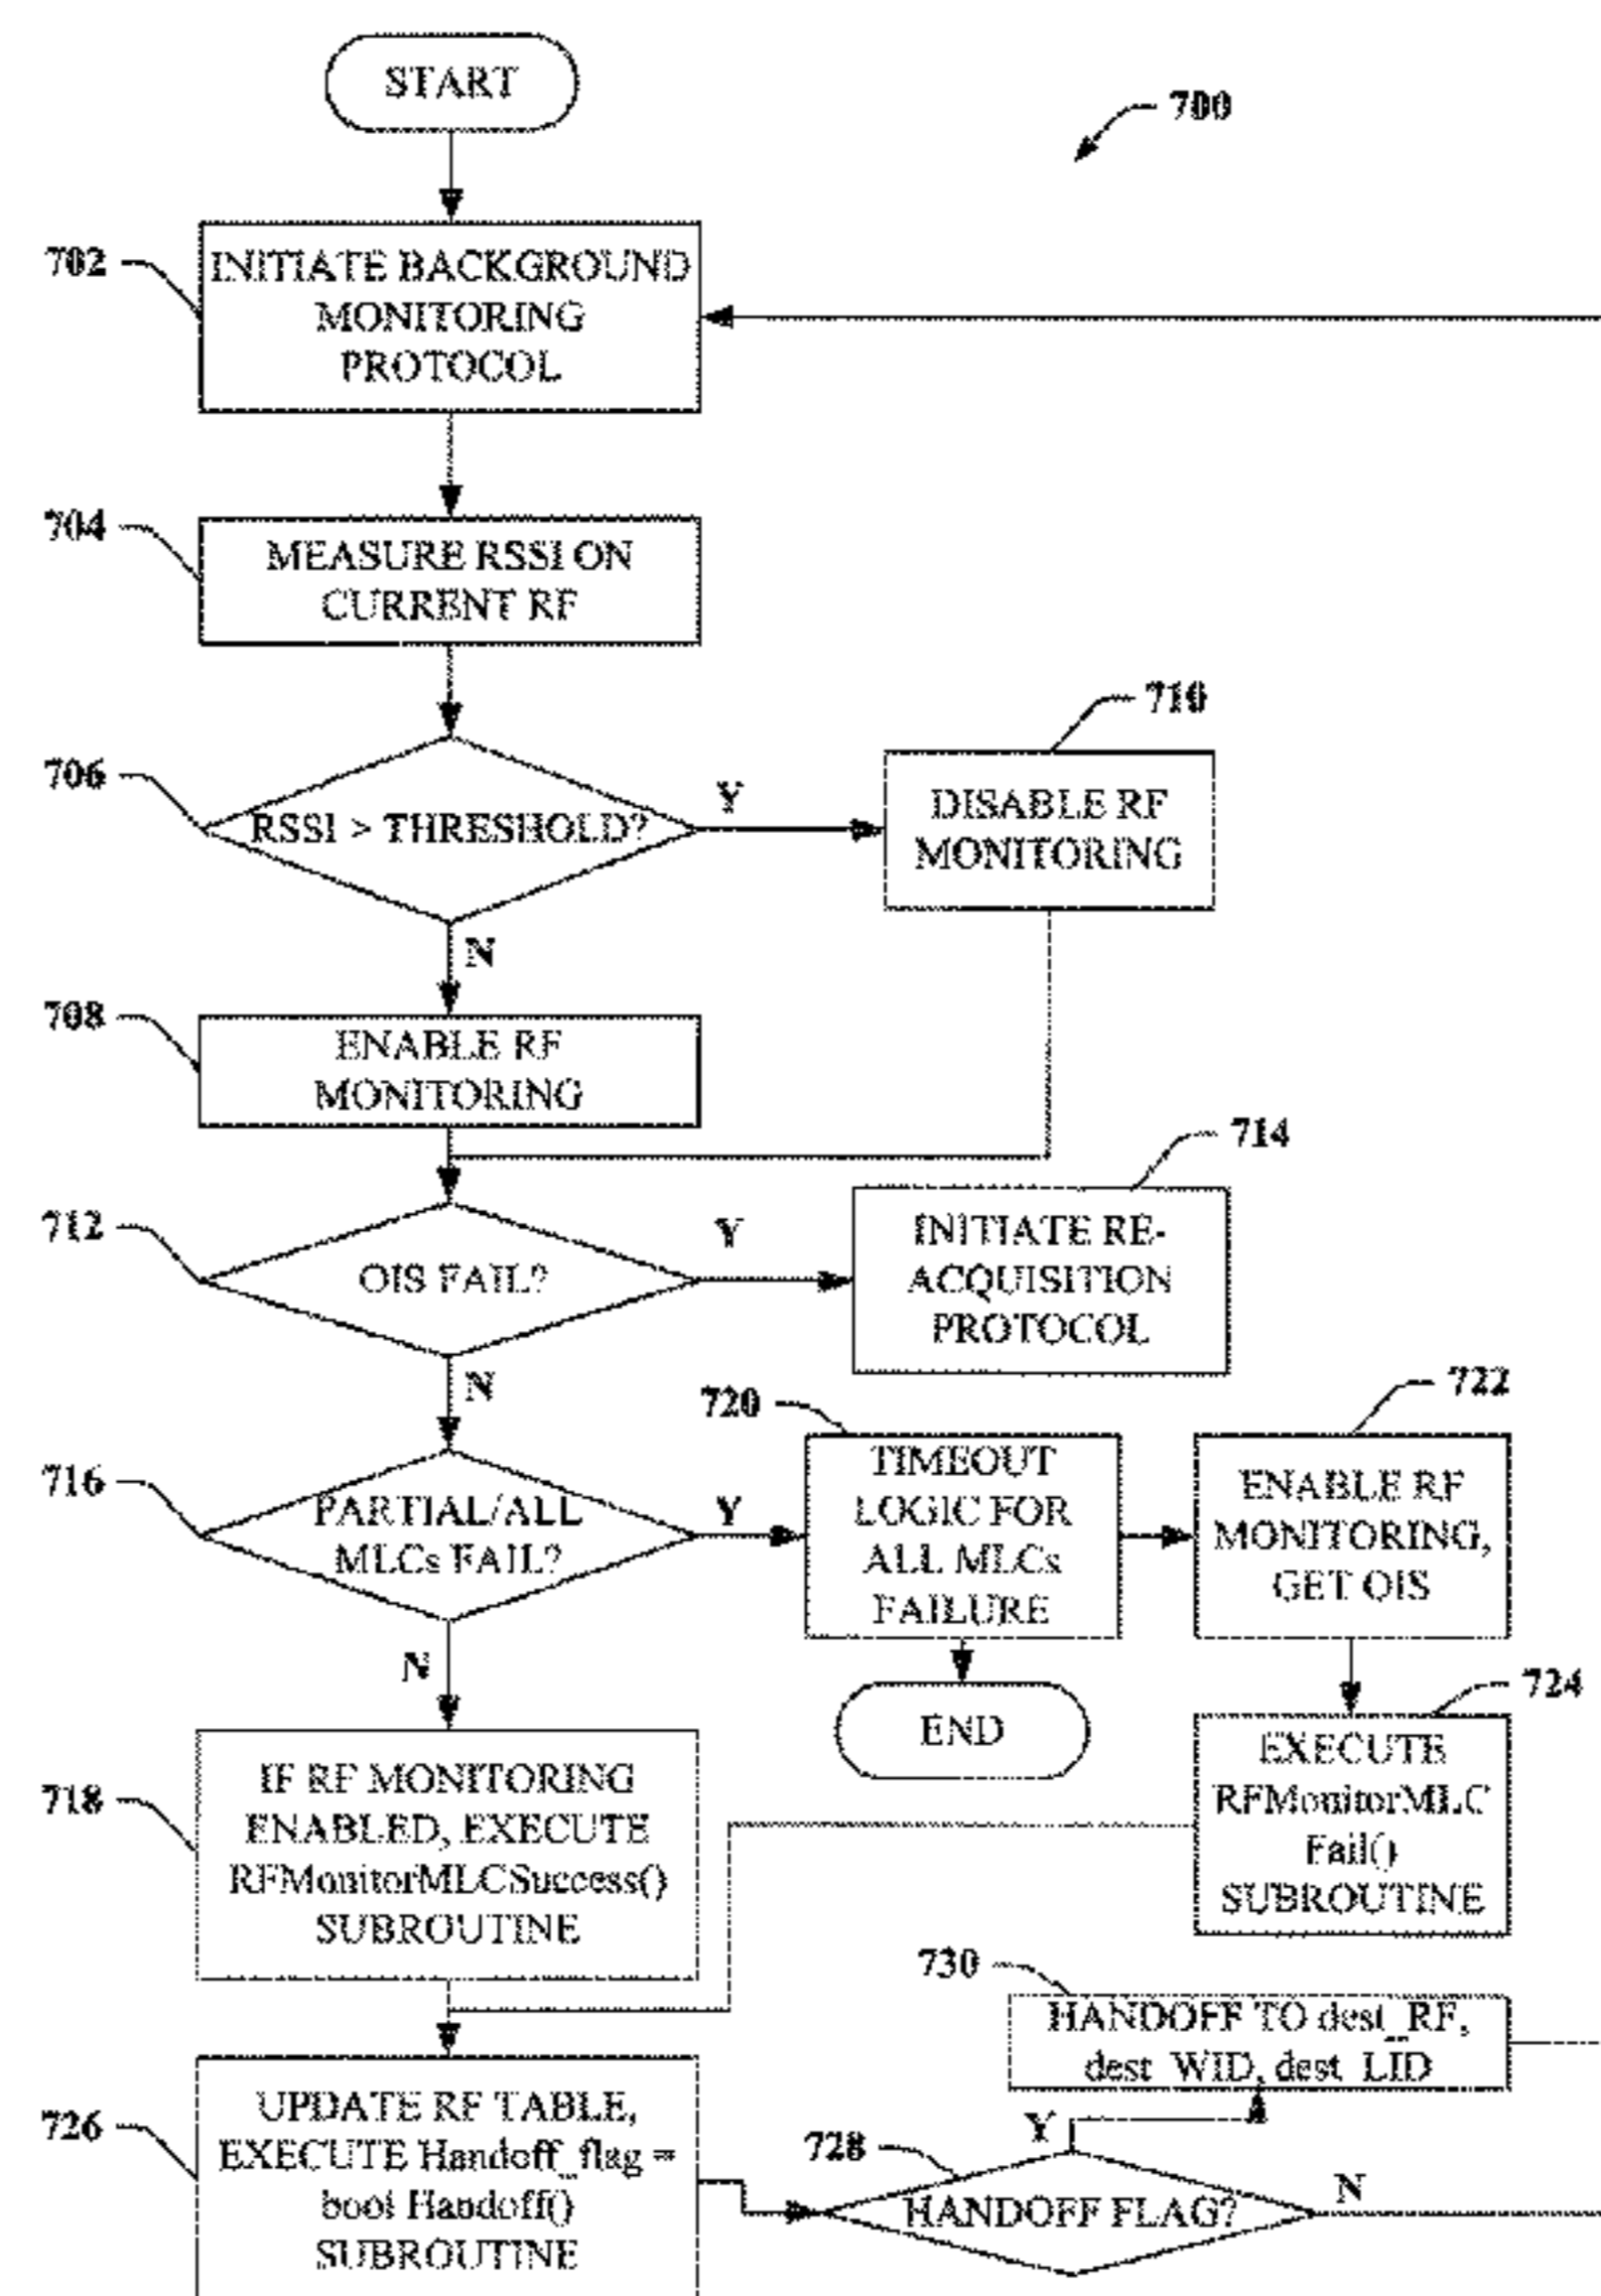 START
700
702
INITIATE BACKGROUND
MONITORING
PROTOCOL
704
MEASURE RSSI ON
CURRENT RF
706
RSSI > THRESHOLD?
Y
710
DISABLE RF
MONITORING
N
708
ENABLE RF
MONITORING
712
OIS FAIL?
Y
714
INITIATE RE-
ACQUISITION
PROTOCOL
N
716
PARTIAL/ALL
MLCs FAIL?
Y
720
TIMEOUT
LOGIC FOR
ALL MLCs
FAILURE
END
722
ENABLE RF
MONITORING,
GET OIS
724
EXECUTE
RFMonitorMLC
Fail()
SUBROUTINE
N
718
IF RF MONITORING
ENABLED, EXECUTE
RFMonitorMLCSuccess()
SUBROUTINE
726
UPDATE RF TABLE,
EXECUTE Handoff_flag =
bool Handoff()
SUBROUTINE
728
HANDOFF FLAG?
Y
N
730
HANDOFF TO dest_RF,
dest_WID, dest_LID